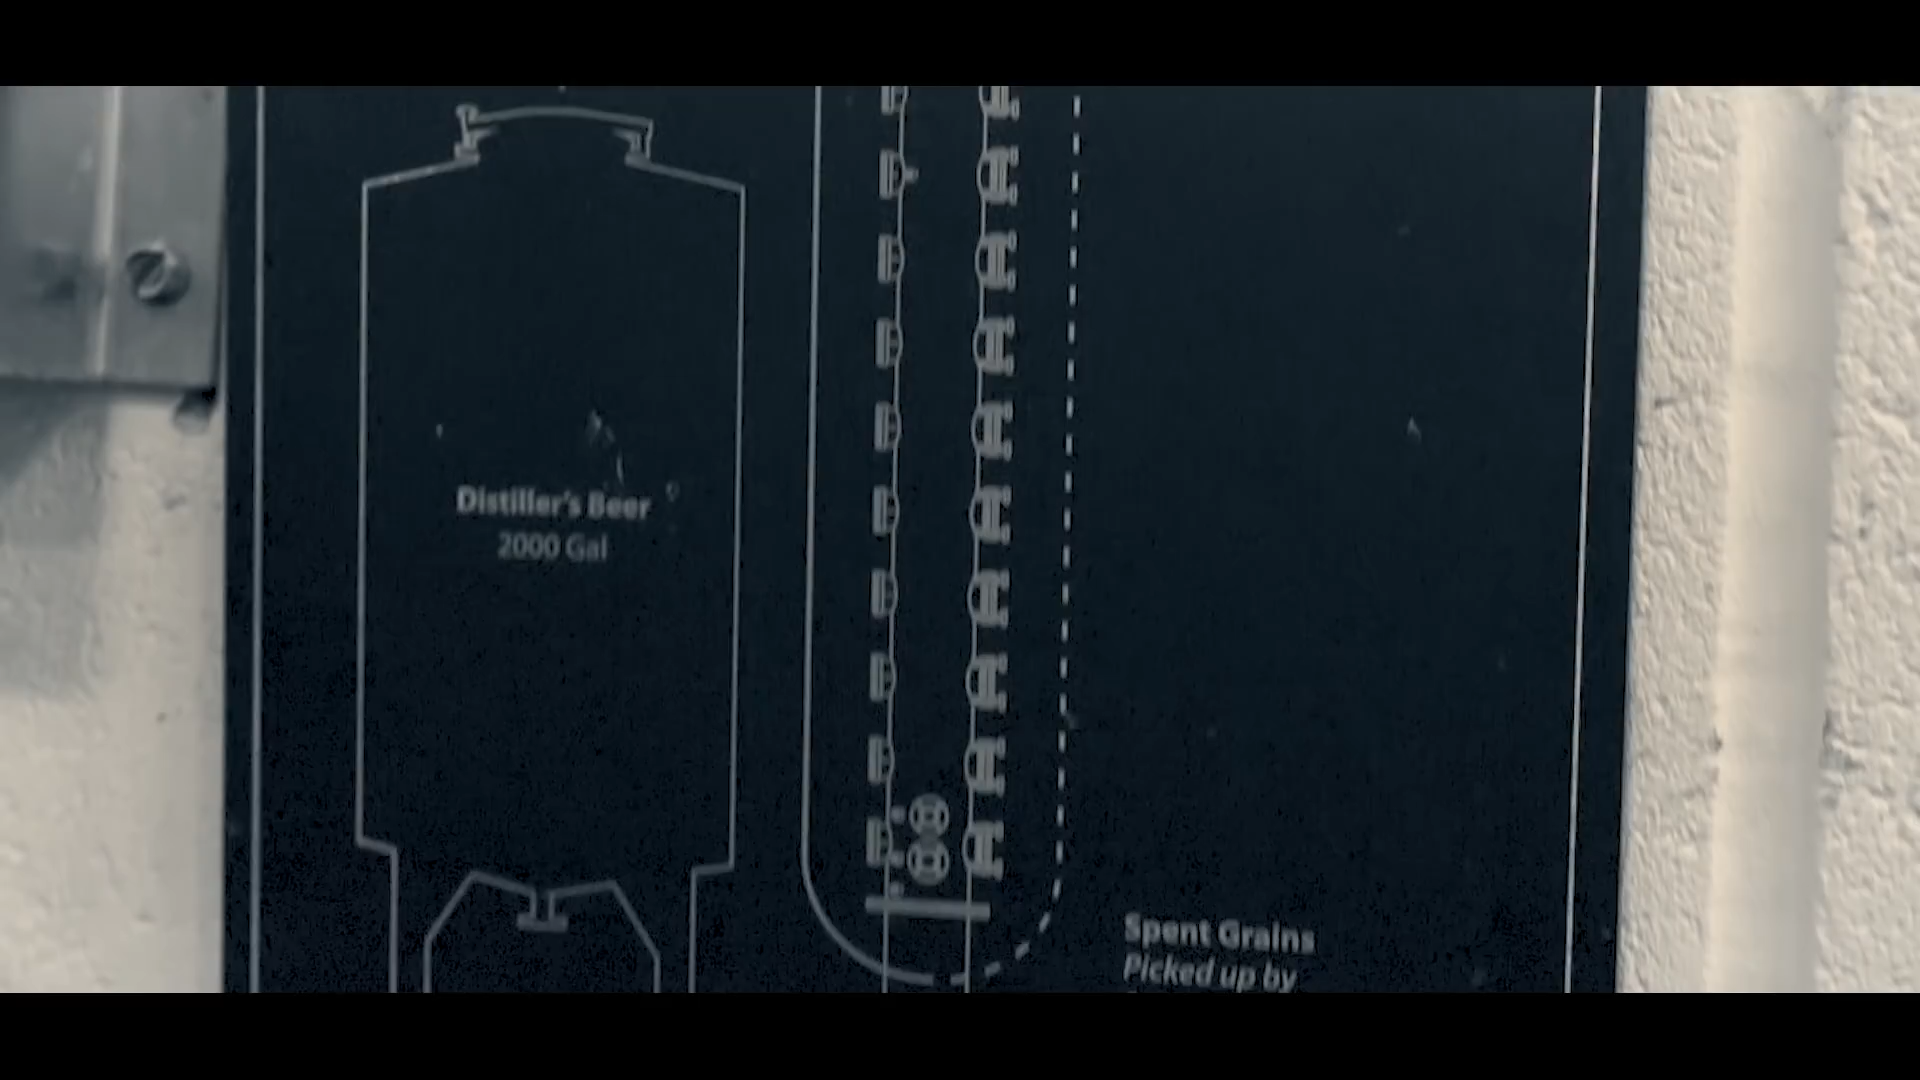 Distiller's Beer
2000 Gal
Spent Grains
Picked up by